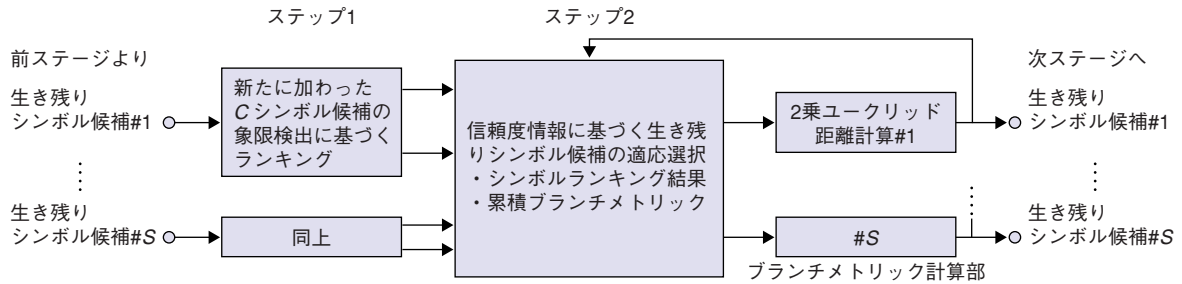 ステップ1
ステップ2
前ステージより
生き残り
シンボル候補#1
⋮
生き残り
シンボル候補#S
新たに加わった
Cシンボル候補の
象限検出に基づく
ランキング
同上
信頼度情報に基づく生き残
りシンボル候補の適応選択
・シンボルランキング結果
・累積ブランチメトリック
2乗ユークリッド
距離計算#1
⋮
#S
ブランチメトリック計算部
次ステージへ
生き残り
シンボル候補#1
⋮
生き残り
シンボル候補#S